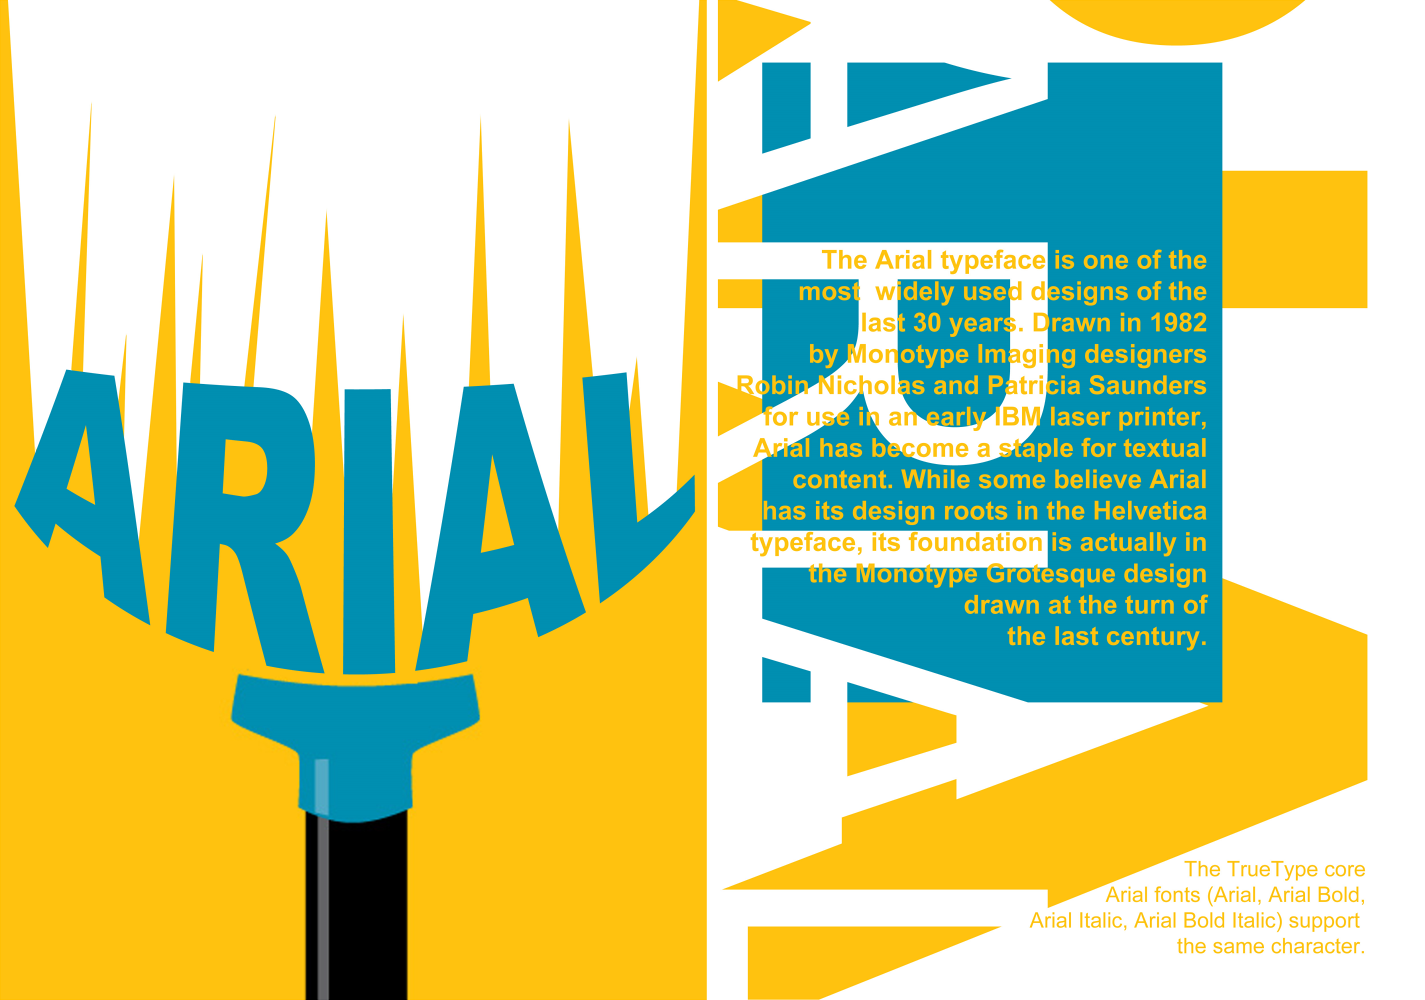 ARIAL
The Arial typeface is one of the
most widely used designs of the
last 30 years. Drawn in 1982
by Monotype Imaging designers
Robin Nicholas and Patricia Saunders
for use in an early IBM laser printer,
Arial has become a staple for textual
content. While some believe Arial
has its design roots in the Helvetica
typeface, its foundation is actually in
the Monotype Grotesque design
drawn at the turn of
the last century.
The TrueType core
Arial fonts (Arial, Arial Bold,
Arial Italic, Arial Bold Italic) support
the same character.